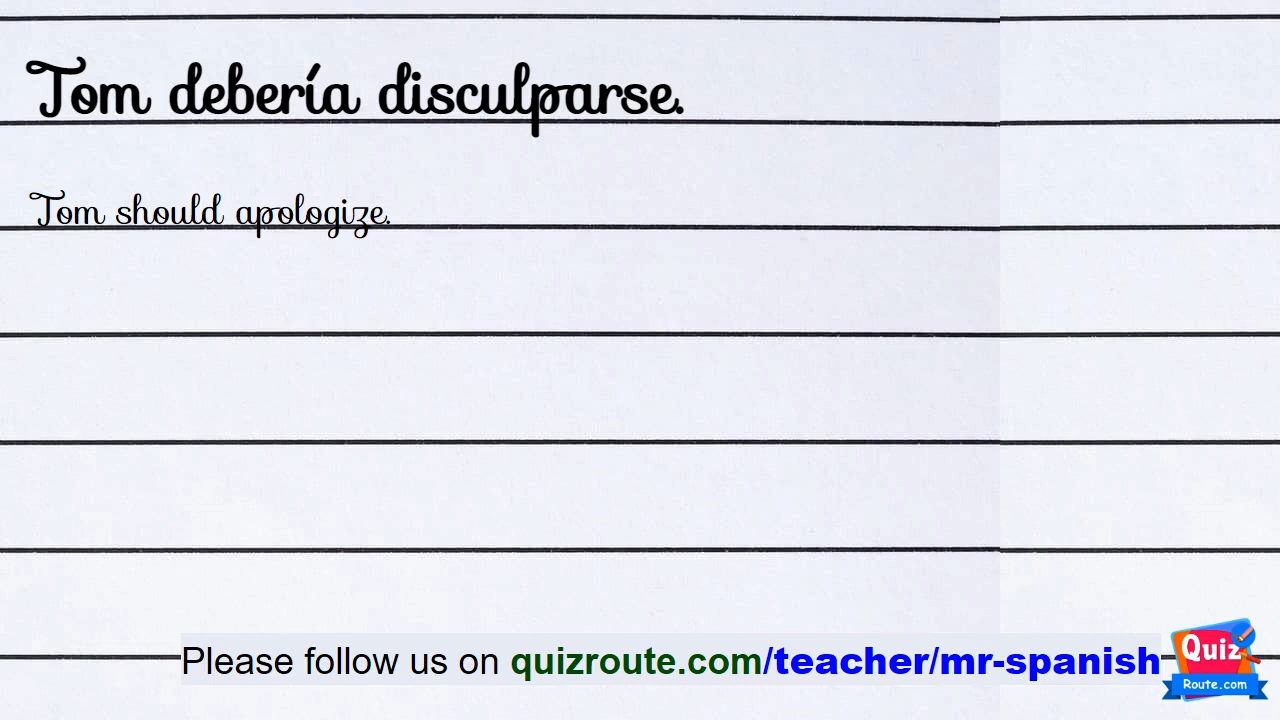 Tom debería disculparse.
Tom should apologize.
Please follow us on quizroute.com/teacher/mr-spanish
Quiz
Route.com